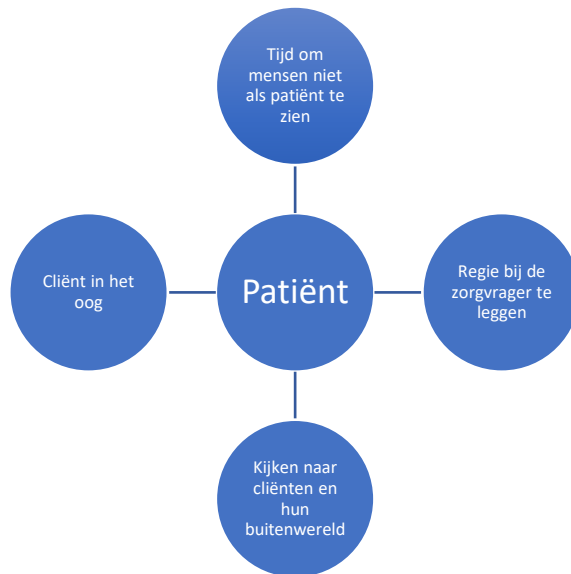 Tijd om
mensen niet
als patiënt te
zien
Cliënt in het
oog
Patiënt
Regie bij de
zorgvrager te
leggen
Kijken naar
cliënten en
hun
buitenwereld